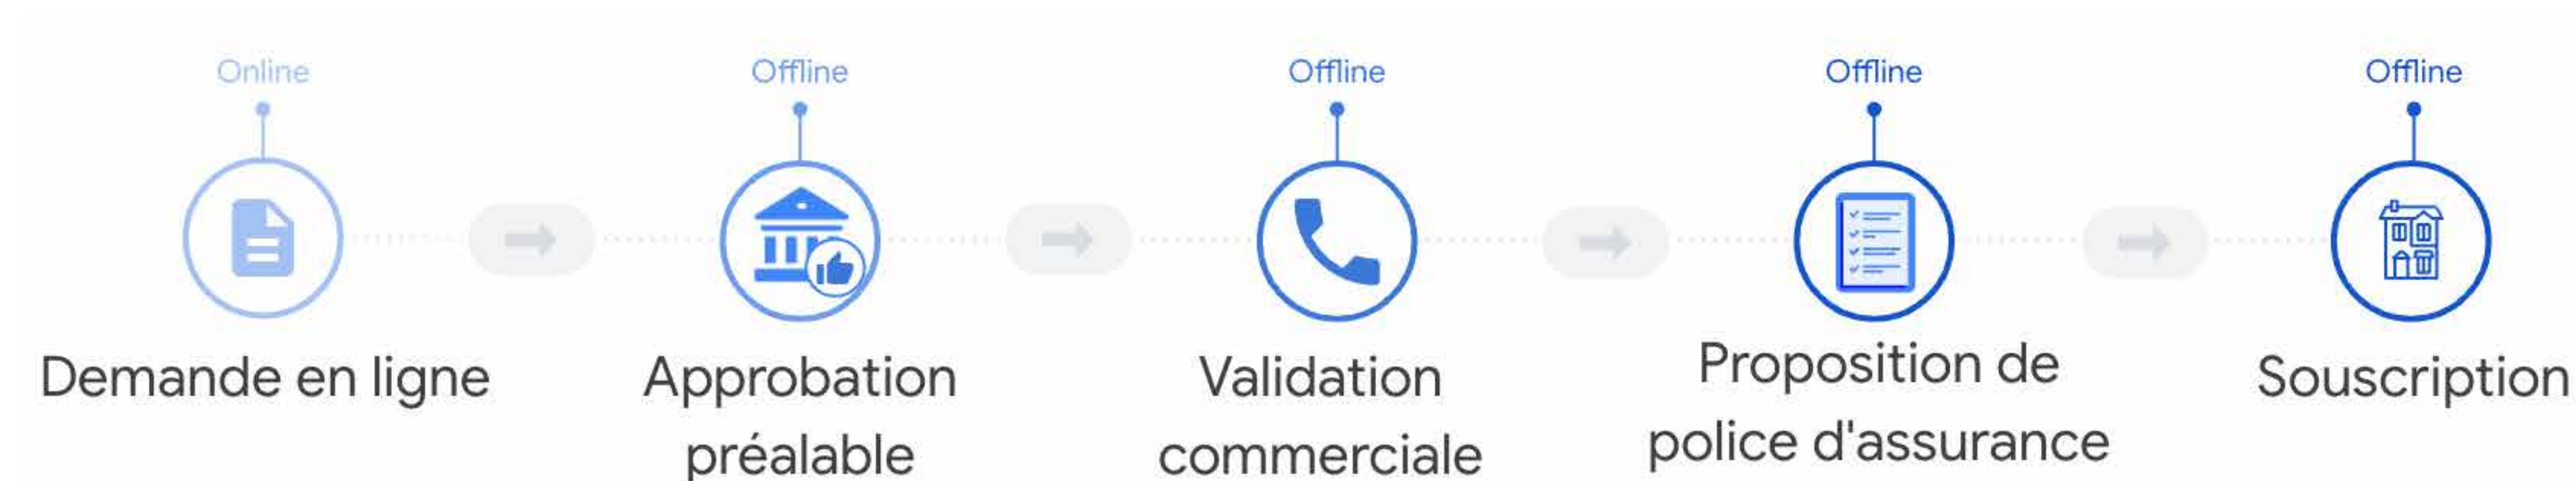 Online
Offline
Offline
Offline
Offline
Demande en ligne
Approbation
préalable
Validation
commerciale
Proposition de
police d'assurance
Souscription